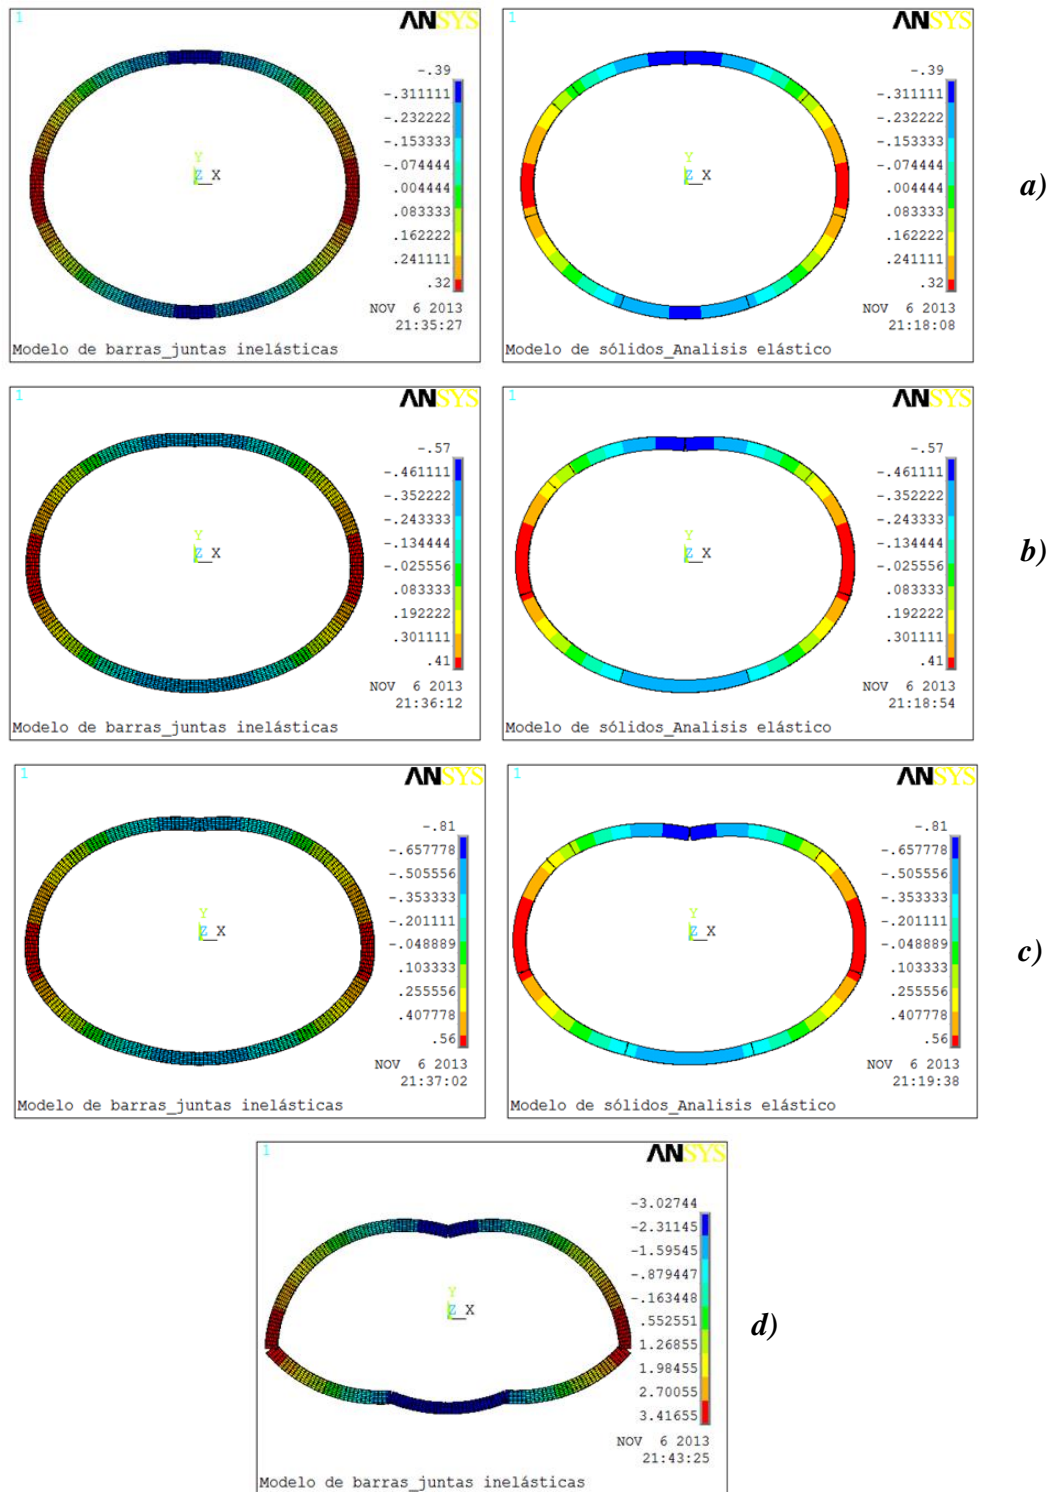 1
ANSYS
-.39
-.311111
-.232222
-.153333
-.074444
.004444
.083333
.162222
.241111
.32
Y
Z X
NOV 6 2013
21:35:27
Modelo de barras_juntas inelásticas
1
ANSYS
-.39
-.311111
-.232222
-.153333
-.074444
.004444
.083333
.162222
.241111
.32
Y
Z X
NOV 6 2013
21:18:08
Modelo de sólidos_Analisis elástico
a)
1
ANSYS
-.57
-.461111
-.352222
-.243333
-.134444
-.025556
.083333
.192222
.301111
.41
Y
Z X
NOV 6 2013
21:36:12
Modelo de barras_juntas inelásticas
1
ANSYS
-.57
-.461111
-.352222
-.243333
-.134444
-.025556
.083333
.192222
.301111
.41
Y
Z X
NOV 6 2013
21:18:54
Modelo de sólidos_Analisis elástico
b)
1
ANSYS
-.81
-.657778
-.505556
-.353333
-.201111
-.048889
.103333
.255556
.407778
.56
Y
Z X
NOV 6 2013
21:37:02
Modelo de barras_juntas inelásticas
1
ANSYS
-.81
-.657778
-.505556
-.353333
-.201111
-.048889
.103333
.255556
.407778
.56
Y
Z X
NOV 6 2013
21:19:38
Modelo de sólidos_Analisis elástico
c)
1
ANSYS
-3.02744
-2.31145
-1.59545
-.879447
-.163448
.552551
1.26855
1.98455
2.70055
3.41655
Y
Z X
NOV 6 2013
21:43:25
Modelo de barras_juntas inelásticas
d)